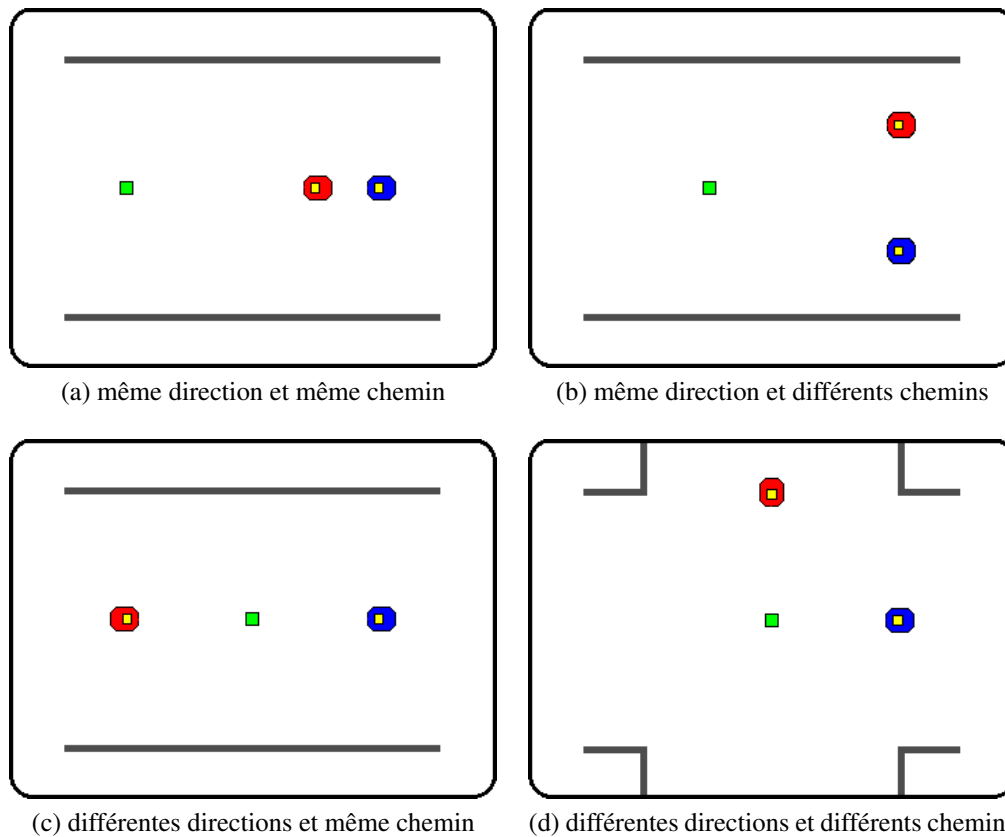 (a) même direction et même chemin
(b) même direction et différents chemins
(c) différentes directions et même chemin
(d) différentes directions et différents chemin